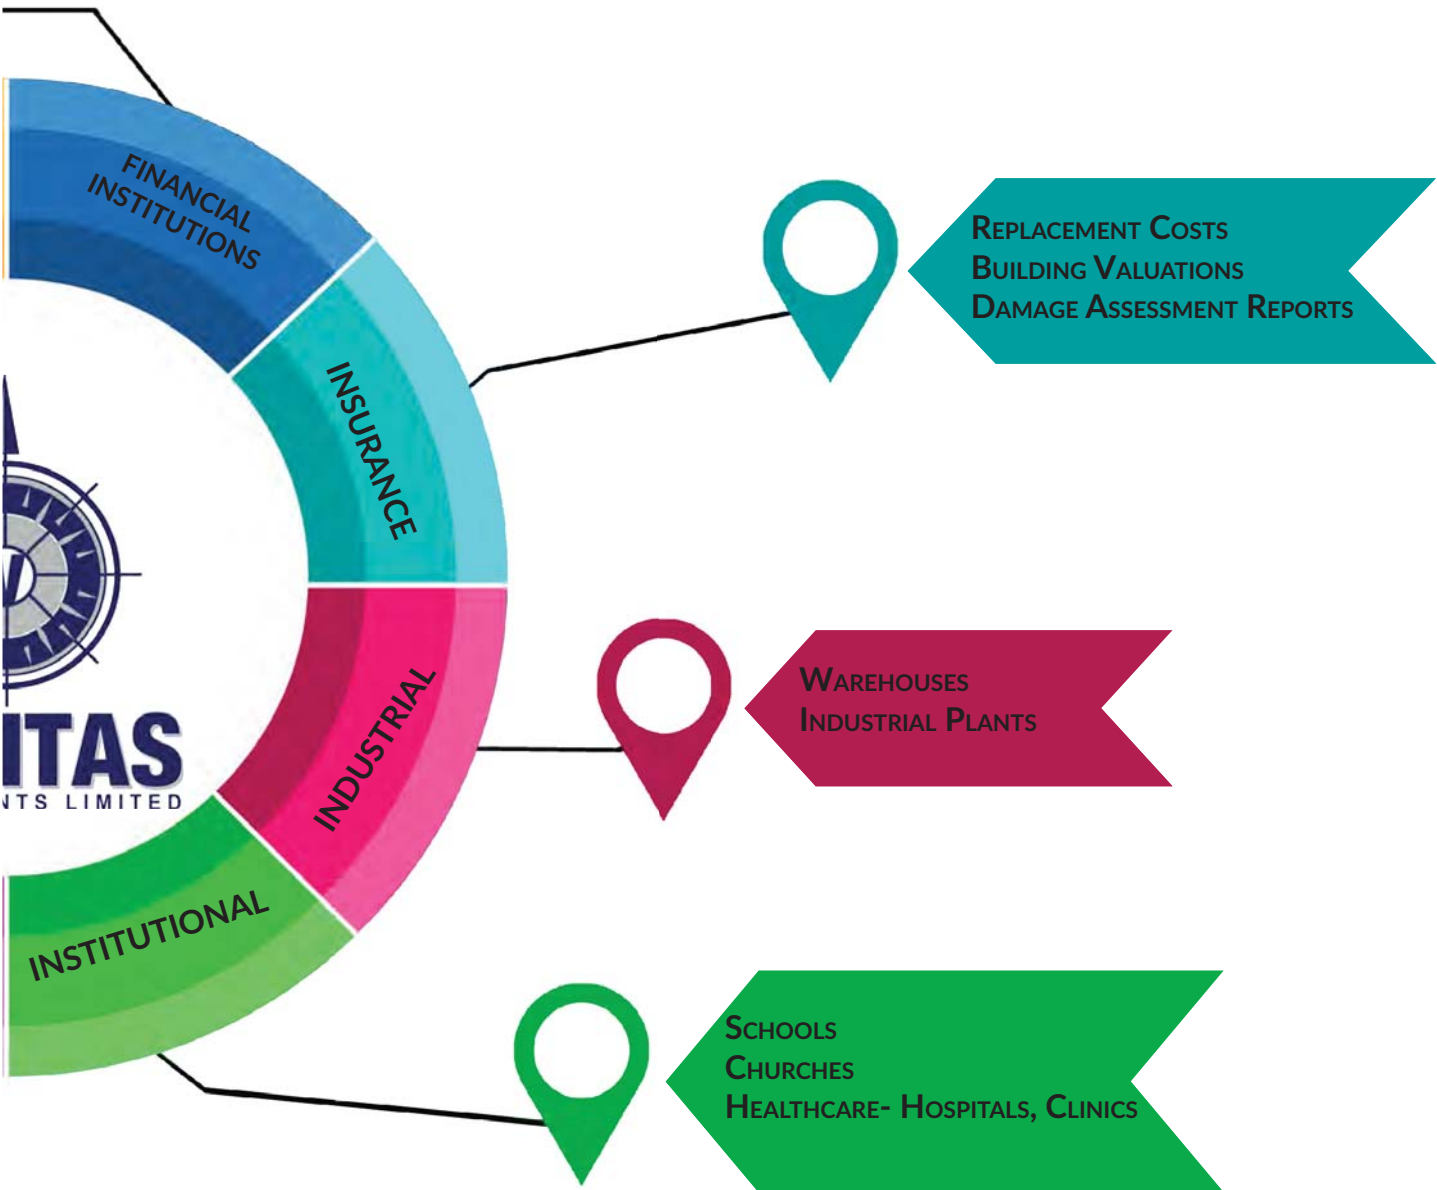 FINANCIAL
INSTITUTIONS
REPLACEMENT COSTS
BUILDING VALUATIONS
DAMAGE ASSESSMENT REPORTS
INSURANCE
WAREHOUSES
INDUSTRIAL PLANTS
INDUSTRIAL
ITAS
NTS LIMITED
INSTITUTIONAL
SCHOOLS
CHURCHES
HEALTHCARE- HOSPITALS, CLINICS